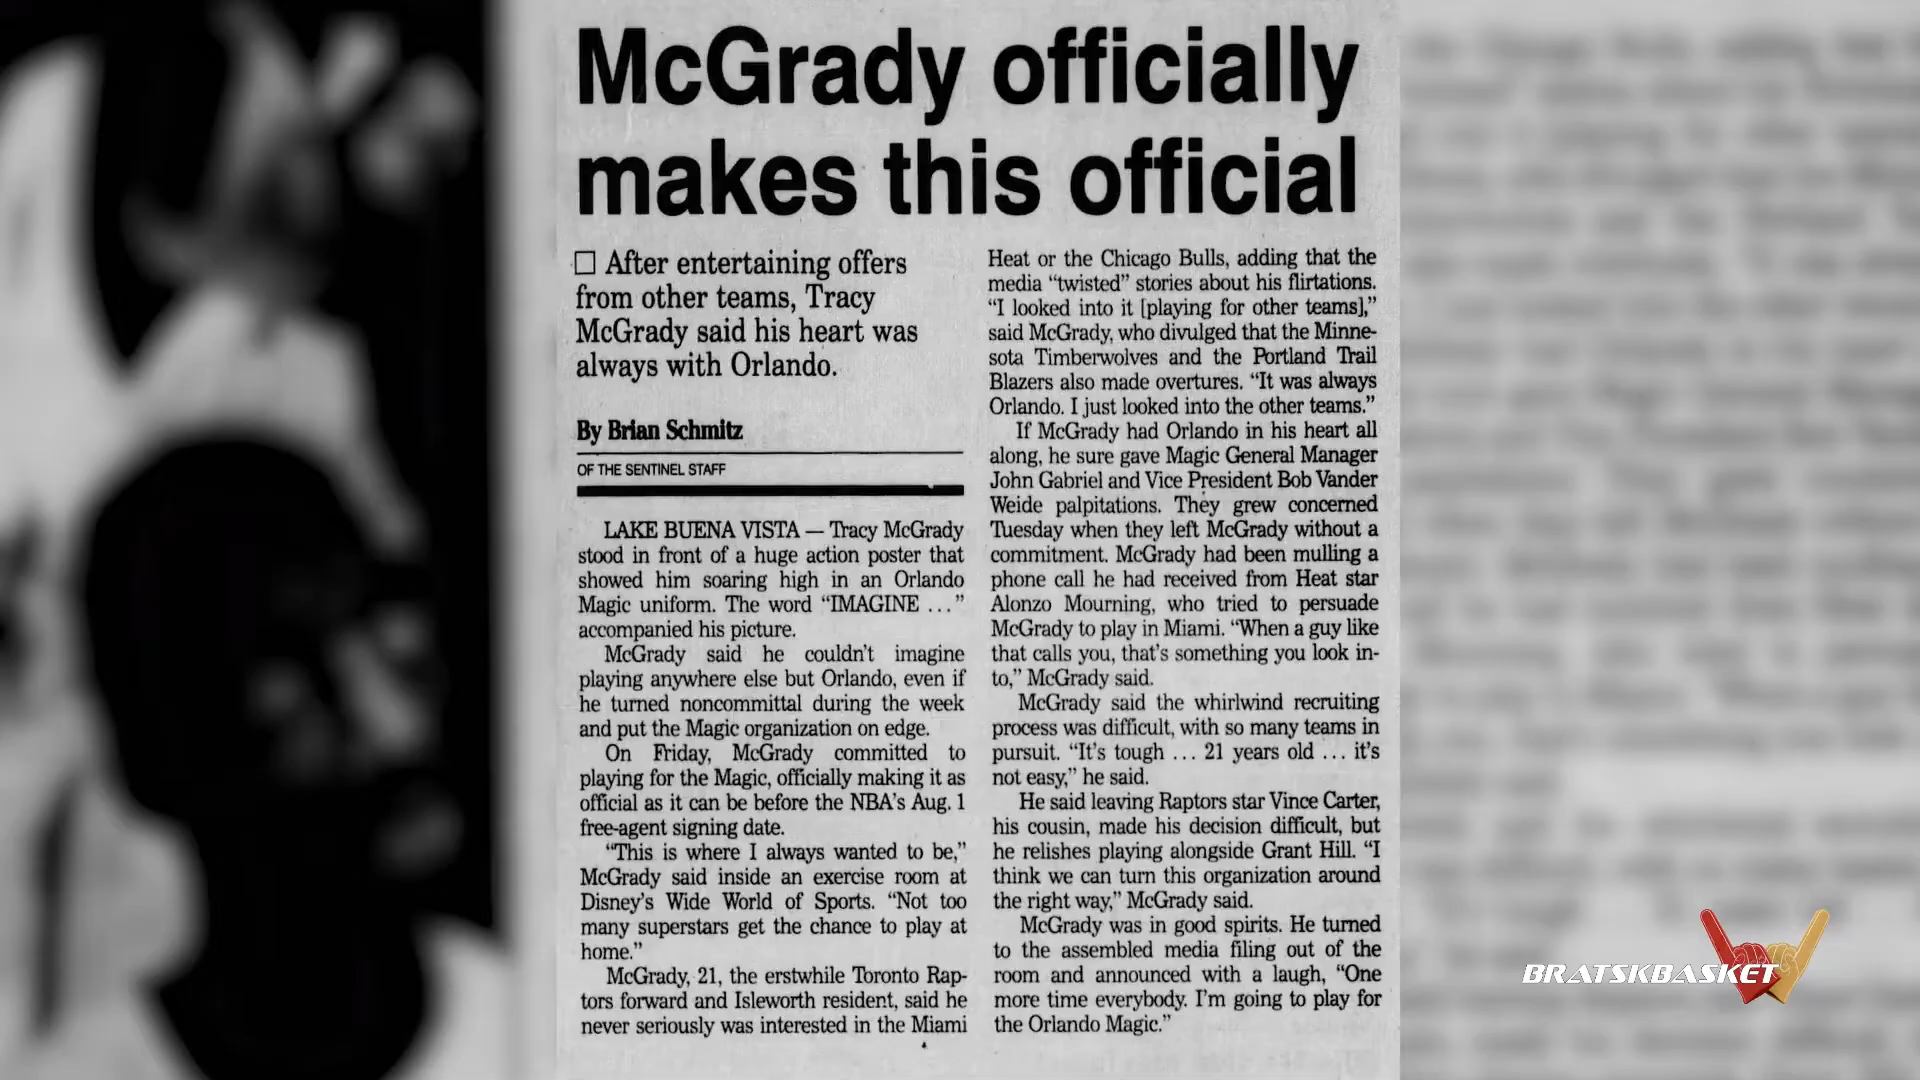 McGrady officially
makes this official
□ After entertaining offers
from other teams, Tracy
McGrady said his heart was
always with Orlando.
By Brian Schmitz
OF THE SENTINEL STAFF
LAKE BUENA VISTA — Tracy McGrady
stood in front of a huge action poster that
showed him soaring high in an Orlando
Magic uniform. The word “IMAGINE …”
accompanied his picture.
McGrady said he couldn’t imagine
playing anywhere else but Orlando, even if
he turned noncommittal during the week
and put the Magic organization on edge.
On Friday, McGrady committed to
playing for the Magic, officially making it as
official as it can be before the NBA’s Aug. 1
free-agent signing date.
“This is where I always wanted to be,”
McGrady said inside an exercise room at
Disney’s Wide World of Sports. “Not too
many superstars get the chance to play at
home.”
McGrady, 21, the erstwhile Toronto Rap-
tors forward and Isleworth resident, said he
never seriously was interested in the Miami
Heat or the Chicago Bulls, adding that the
media “twisted” stories about his flirtations.
“I looked into it [playing for other teams],”
said McGrady, who divulged that the Minne-
sota Timberwolves and the Portland Trail
Blazers also made overtures. “It was always
Orlando. I just looked into the other teams.”
If McGrady had Orlando in his heart all
along, he sure gave Magic General Manager
John Gabriel and Vice President Bob Vander
Weide palpitations. They grew concerned
Tuesday when they left McGrady without a
commitment. McGrady had been mulling a
phone call he had received from Heat star
Alonzo Mourning, who tried to persuade
McGrady to play in Miami. “When a guy like
that calls you, that’s something you look in-
to,” McGrady said.
McGrady said the whirlwind recruiting
process was difficult, with so many teams in
pursuit. “It’s tough … 21 years old … it’s
not easy,” he said.
He said leaving Raptors star Vince Carter,
his cousin, made his decision difficult, but
he relishes playing alongside Grant Hill. “I
think we can turn this organization around
the right way,” McGrady said.
McGrady was in good spirits. He turned
to the assembled media filing out of the
room and announced with a laugh, “One
more time everybody. I’m going to play for
the Orlando Magic.”
BRATSKBASKET